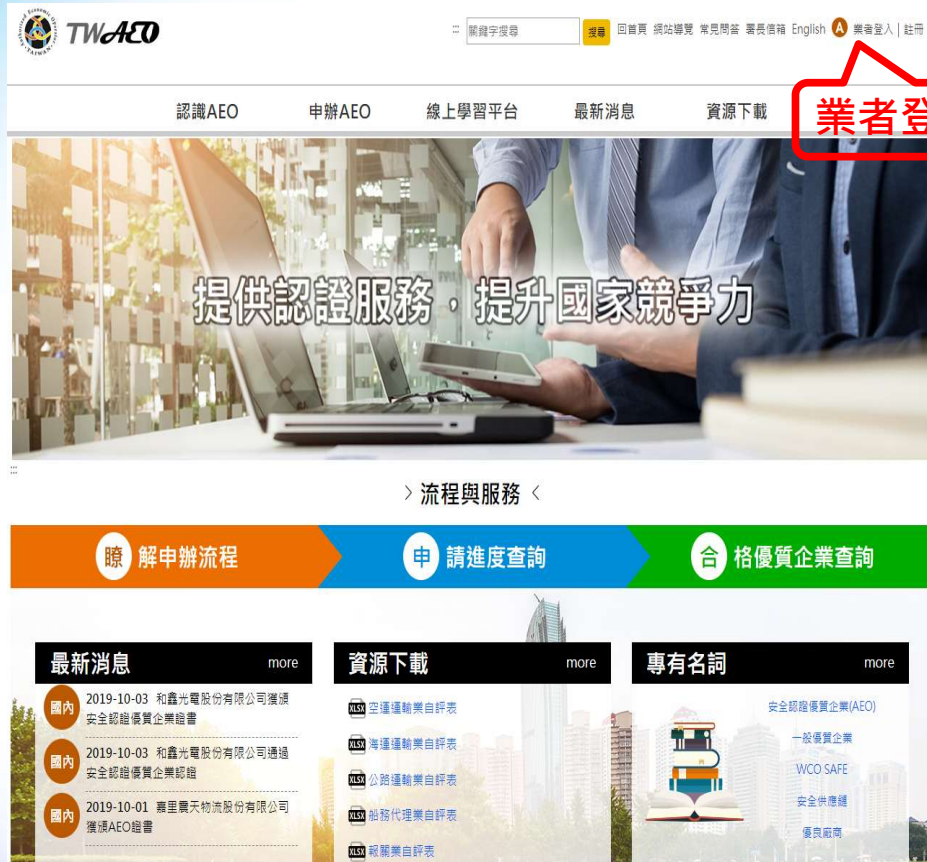 TWAEO
::: 關鍵字搜尋 搜尋 回首頁 網站導覽 常見問答 署長信箱 English A 業者登入 | 註冊
認識AEO 申辦AEO 線上學習平台 最新消息 資源下載
業者登
提供認證服務，提升國家競爭力
:::
流程與服務
瞭解申辦流程 申請進度查詢 合格優質企業查詢
最新消息 more
國內 2019-10-03 和鑫光電股份有限公司獲頒
安全認證優質企業證書
國內 2019-10-03 和鑫光電股份有限公司通過
安全認證優質企業認證
國內 2019-10-01 嘉里農天物流股份有限公司
獲頒AEO證書
資源下載 more
XLSX 空運運輸業自評表
XLSX 海運運輸業自評表
XLSX 公路運輸業自評表
XLSX 船務代理業自評表
XLSX 報關業自評表
專有名詞 more
安全認證優質企業(AEO)
一般優質企業
WCO SAFE
安全供應鏈
優良廠商